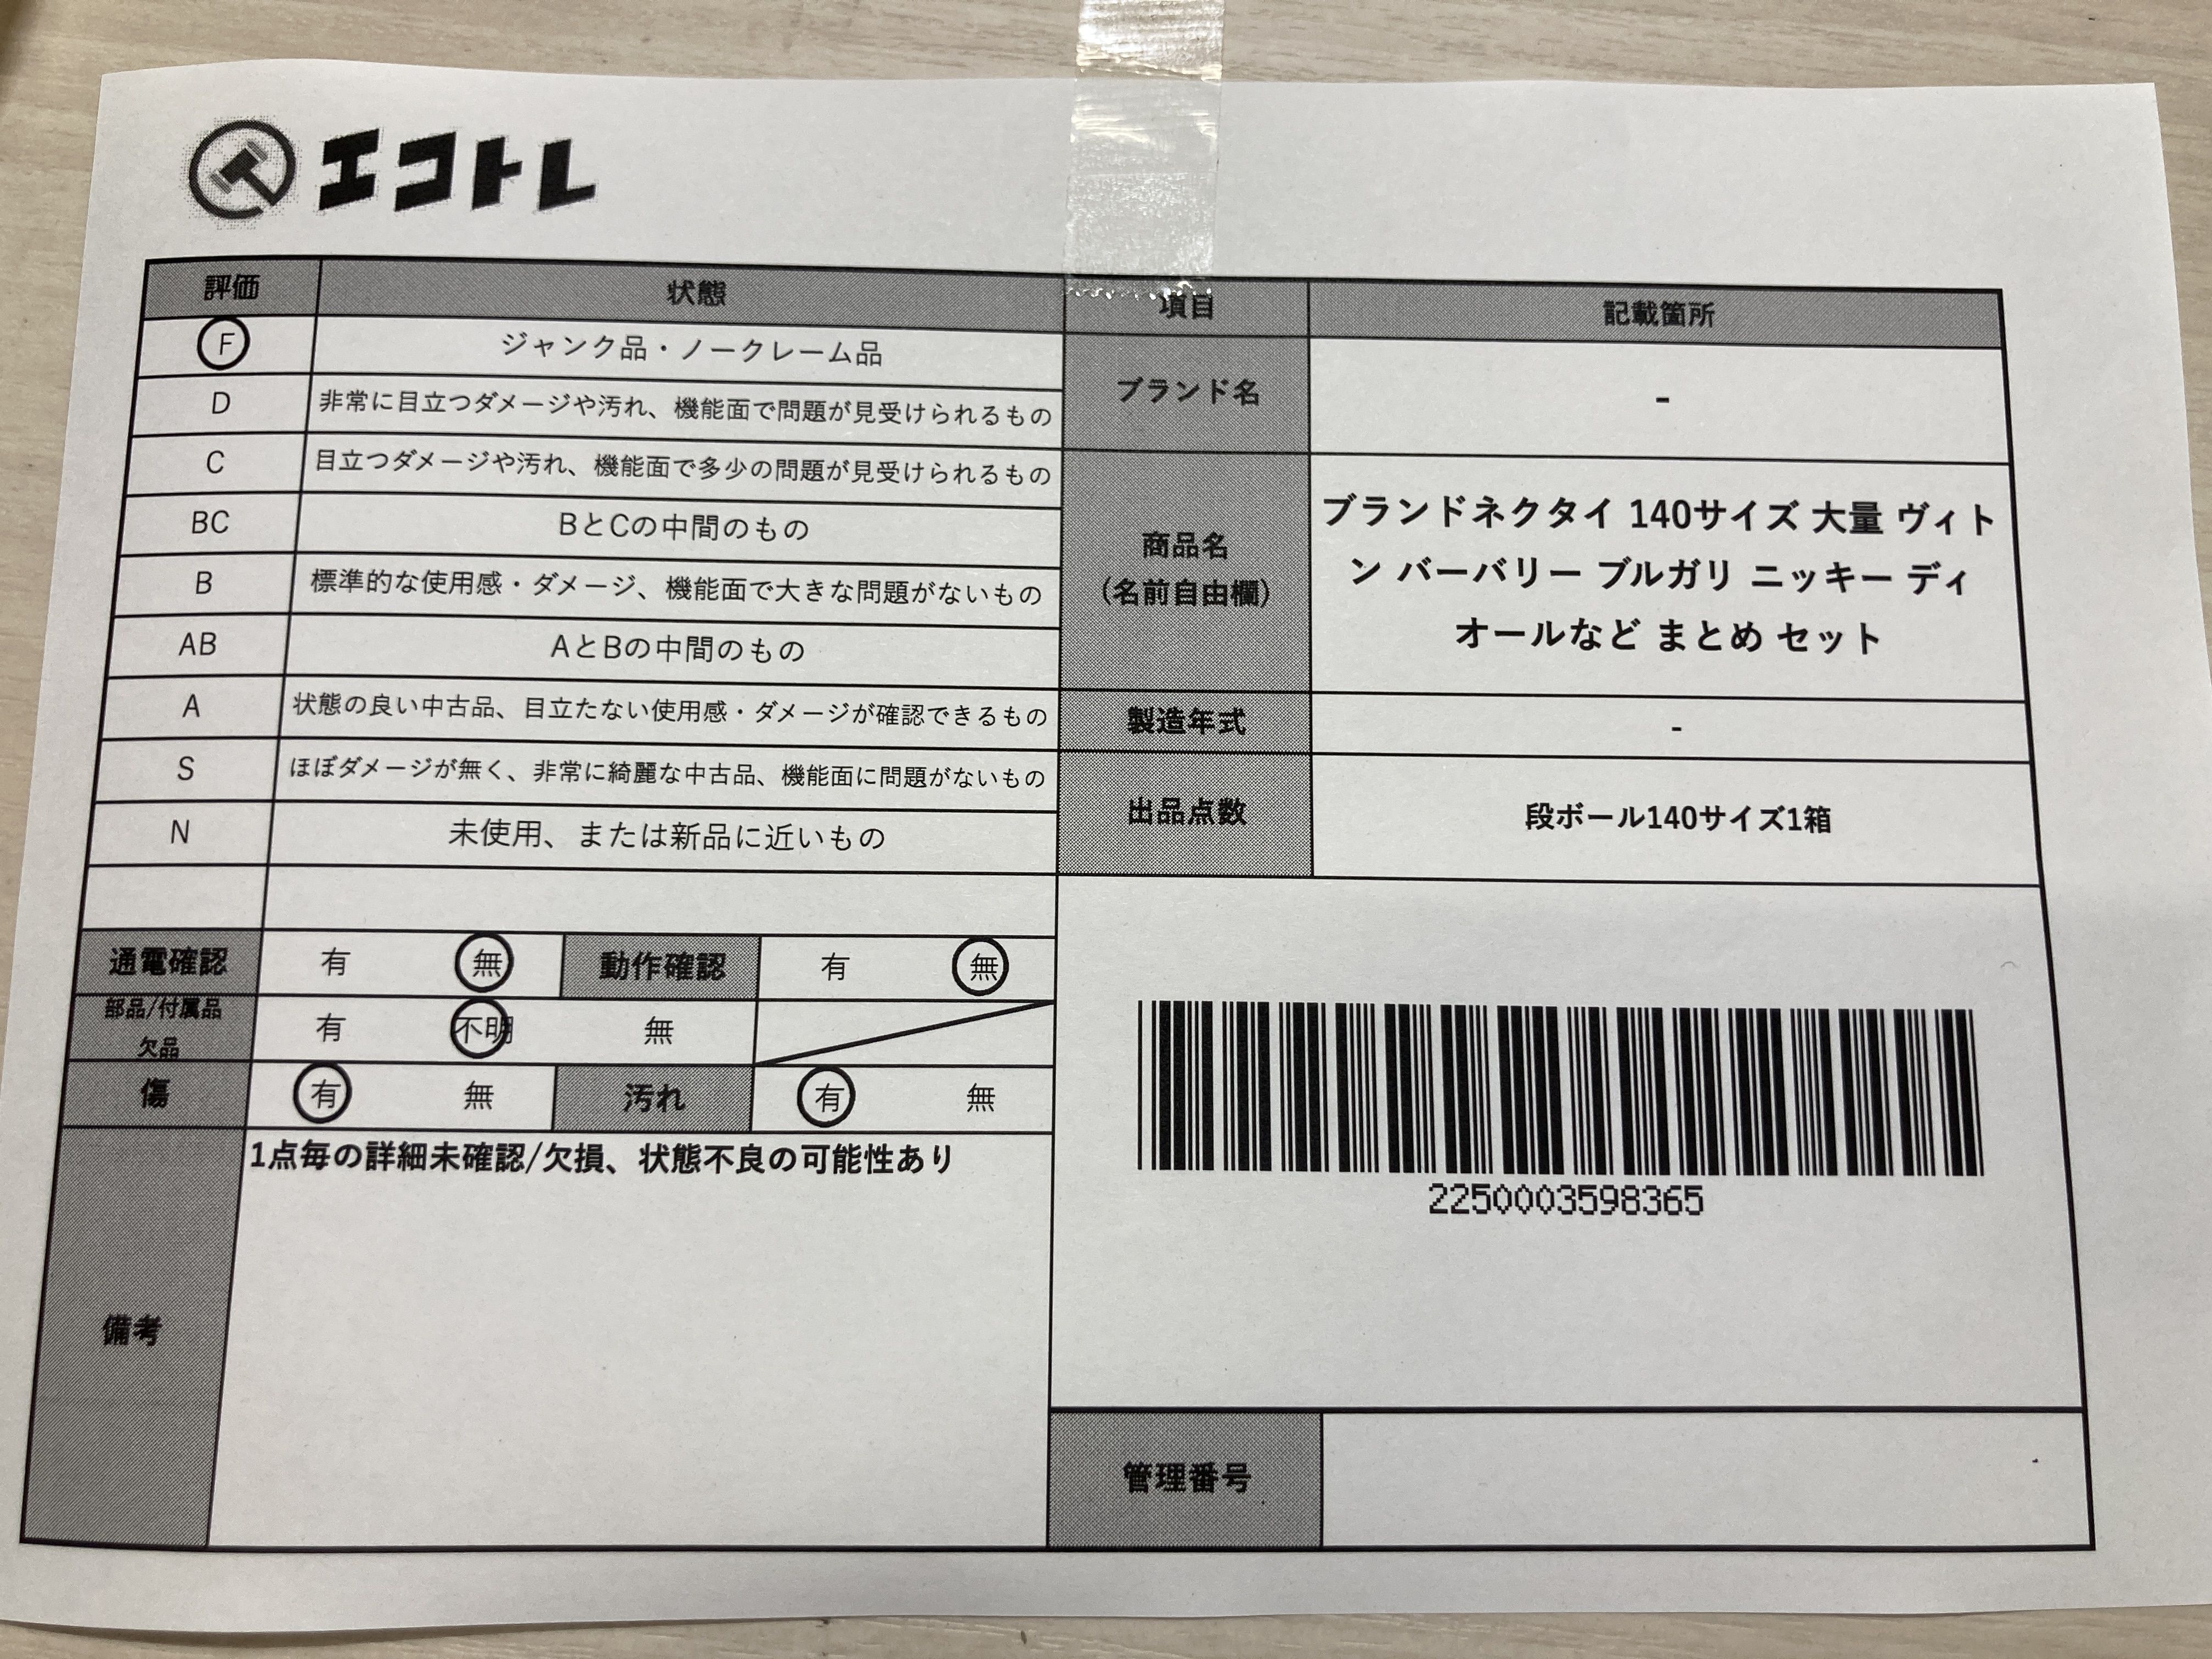 エコトレ
評価 状態
F ジャンク品・ノークレーム品
D 非常に目立つダメージや汚れ、機能面で問題が見受けられるもの
C 目立つダメージや汚れ、機能面で多少の問題が見受けられるもの
BC BとCの中間のもの
B 標準的な使用感・ダメージ、機能面で大きな問題がないもの
AB AとBの中間のもの
A 状態の良い中古品、目立たない使用感・ダメージが確認できるもの
S ほぼダメージが無く、非常に綺麗な中古品、機能面に問題がないもの
N 未使用、または新品に近いもの
通電確認 有 無 動作確認 有 無
部品/付属品
欠品
有 不明 無
傷 有 無 汚れ 有 無
備考
1点毎の詳細未確認/欠損、状態不良の可能性あり
項目 記載箇所
ブランド名 -
商品名
(名前自由欄)
ブランドネクタイ 140サイズ 大量 ヴィト
ン バーバリー ブルガリ ニッキー ディ
オールなど まとめ セット
製造年式 -
出品点数 段ボール140サイズ1箱
2250003598365
管理番号